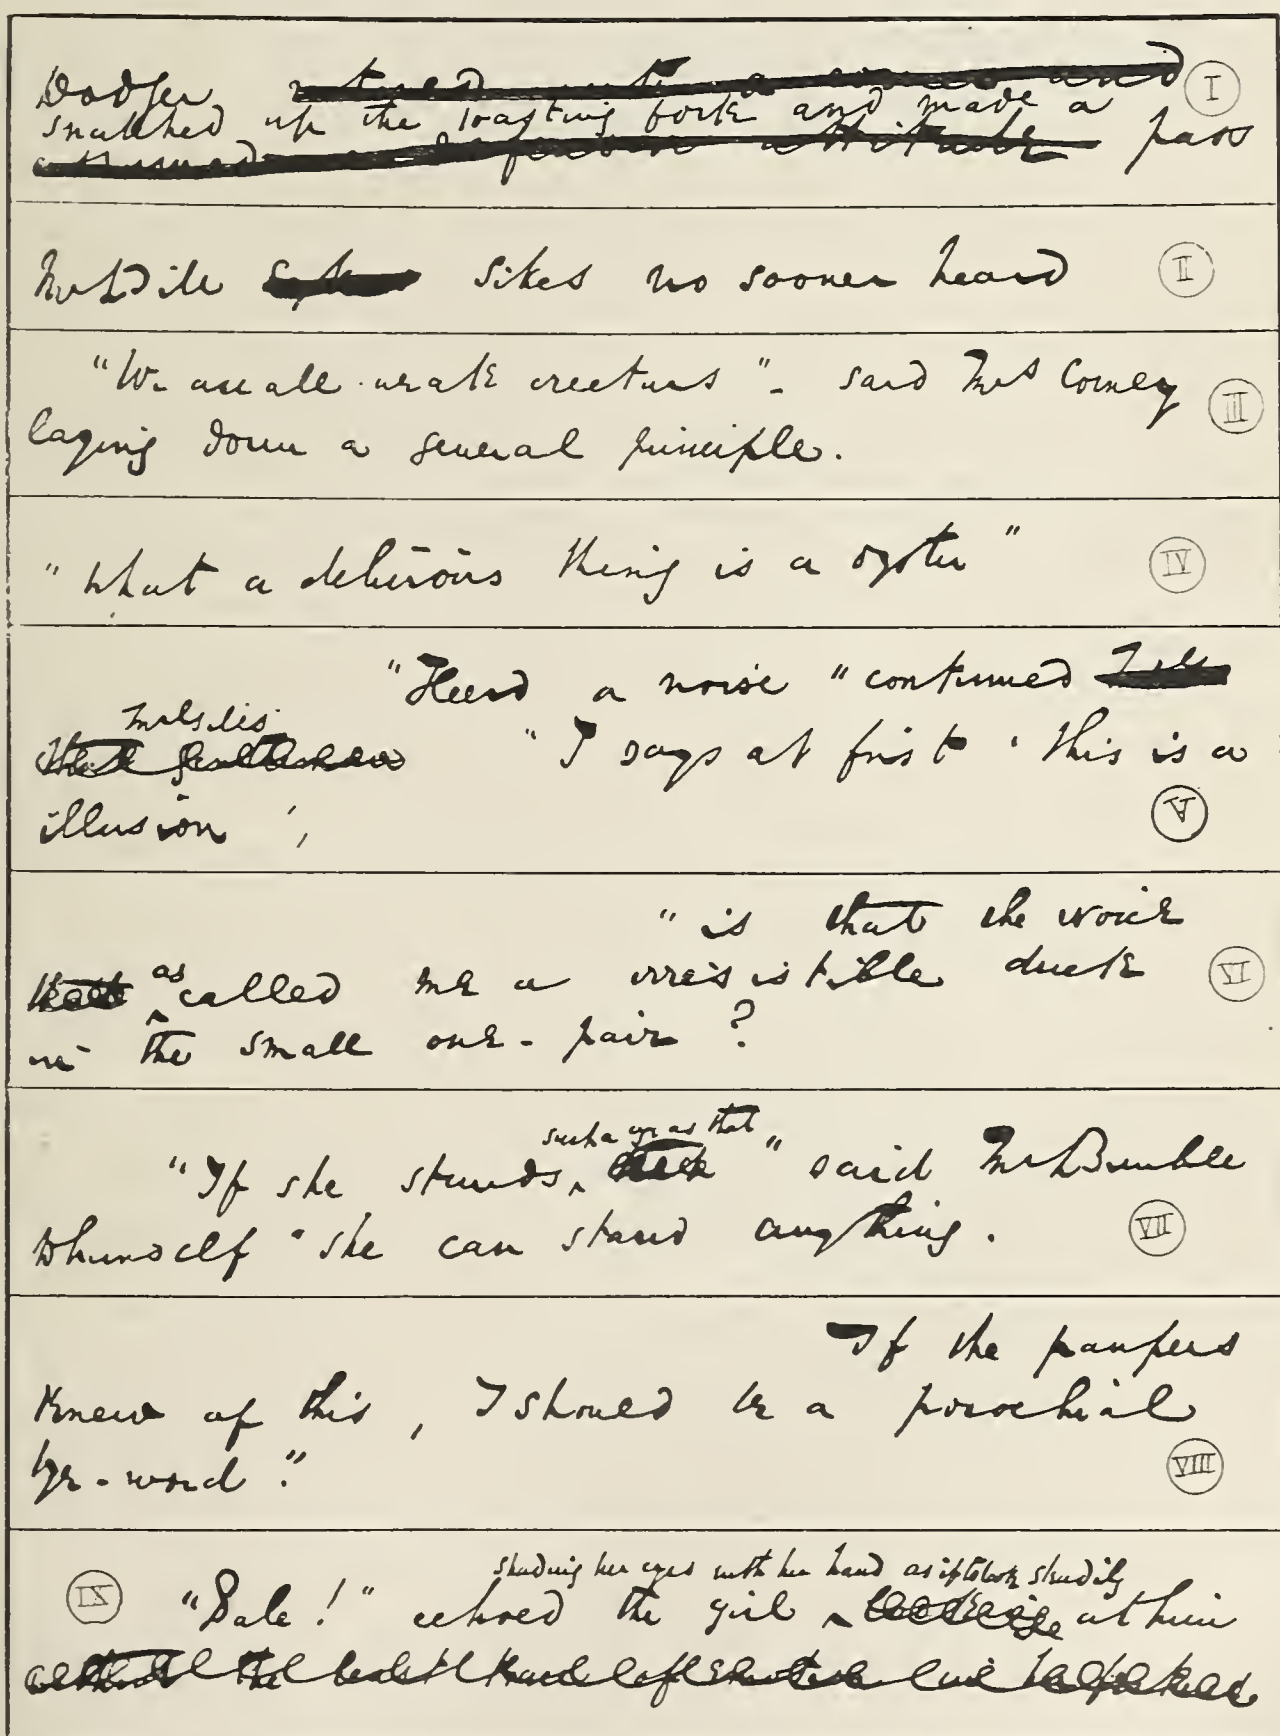 Dodger I
snatched up the toasting fork and made a
pass
Mr Bill Sikes no sooner heard II
"We are all weak creeturs" - said Mrs Corney III
laying down a general principle.
"What a delicious thing is a oyster" IV
"Heerd a noise" continued
Mr Giles "I says at first 'This is a
illusion', V
"is that the woice
as called me a irresistible duck VI
in the small one-pair?
such a eye as that
"If she stands " said Mr Bumble
to himself "she can stand anything. VII
If the paupers
knew of this, I should be a porochial
bye-word." VIII
shading her eyes with her hand as if to look steadily
IX "Pale!" echoed the girl at him